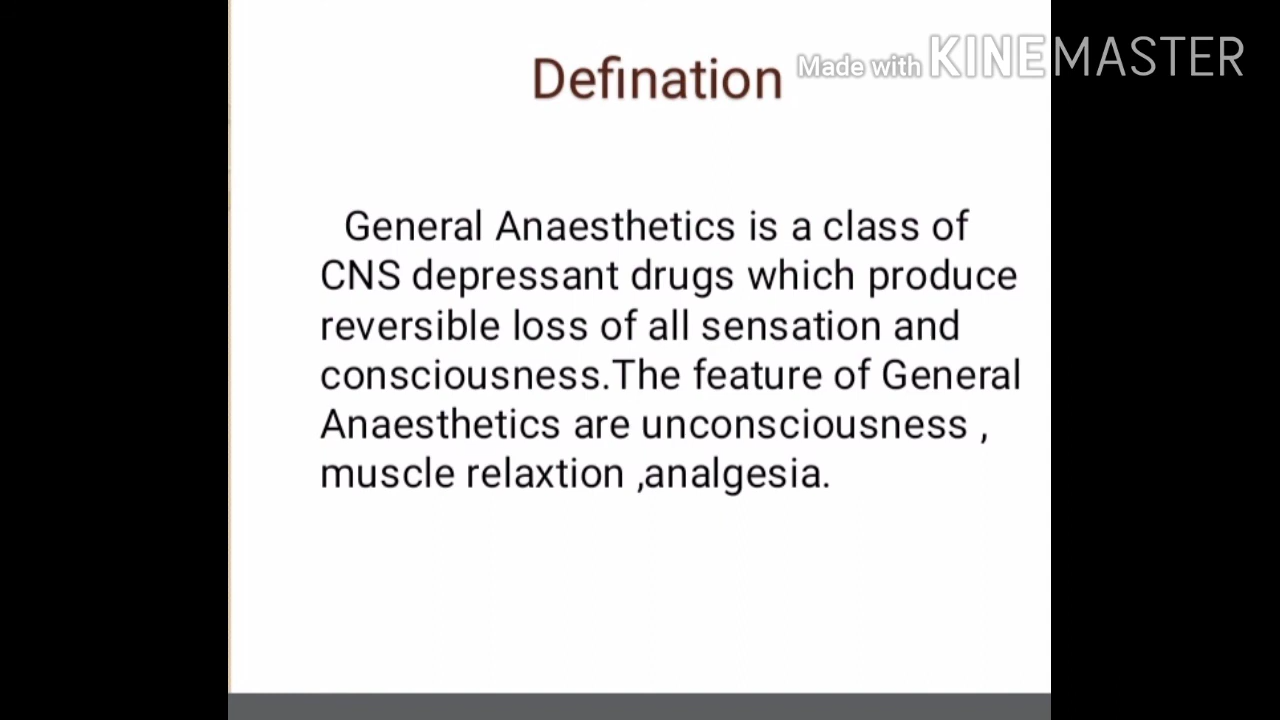 Made with KINEMASTER
Defination
General Anaesthetics is a class of
CNS depressant drugs which produce
reversible loss of all sensation and
consciousness.The feature of General
Anaesthetics are unconsciousness ,
muscle relaxtion ,analgesia.